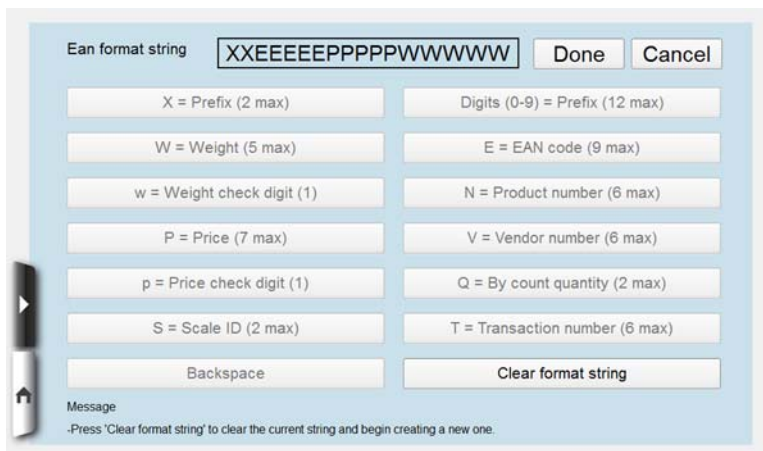 Ean format string XXEEEEEPPPPPWWWWW Done Cancel
X = Prefix (2 max) Digits (0-9) = Prefix (12 max)
W = Weight (5 max) E = EAN code (9 max)
w = Weight check digit (1) N = Product number (6 max)
P = Price (7 max) V = Vendor number (6 max)
p = Price check digit (1) Q = By count quantity (2 max)
S = Scale ID (2 max) T = Transaction number (6 max)
Backspace Clear format string
Message
-Press 'Clear format string' to clear the current string and begin creating a new one.